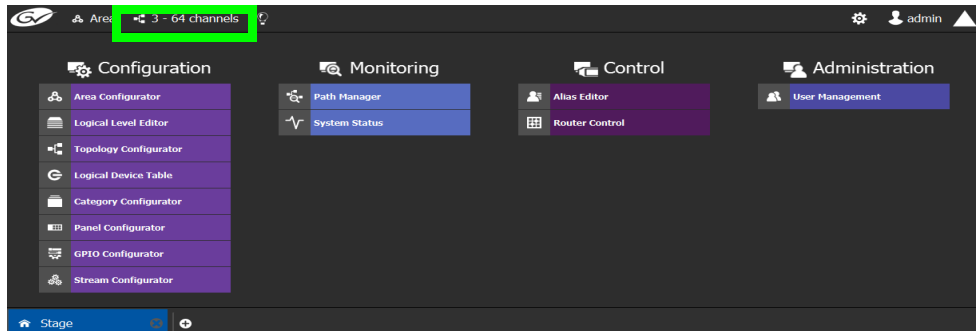 Area 3 - 64 channels admin
Configuration
Area Configurator
Logical Level Editor
Topology Configurator
Logical Device Table
Category Configurator
Panel Configurator
GPIO Configurator
Stream Configurator
Monitoring
Path Manager
System Status
Control
Alias Editor
Router Control
Administration
User Management
Stage